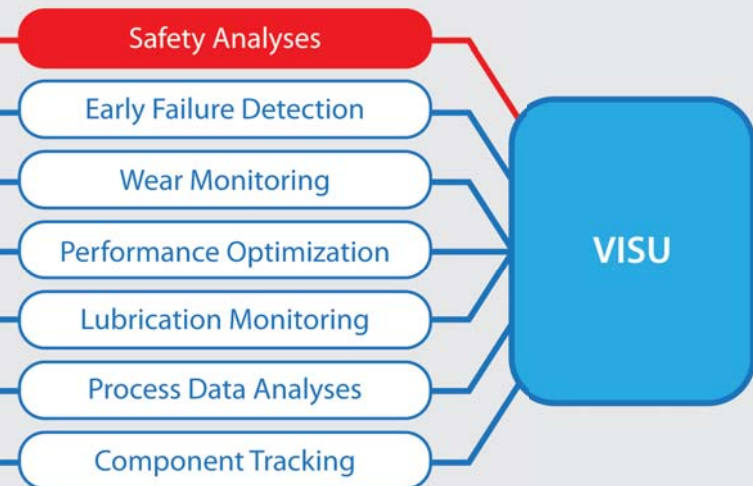 Safety Analyses
Early Failure Detection
Wear Monitoring
Performance Optimization
Lubrication Monitoring
Process Data Analyses
Component Tracking
VISU